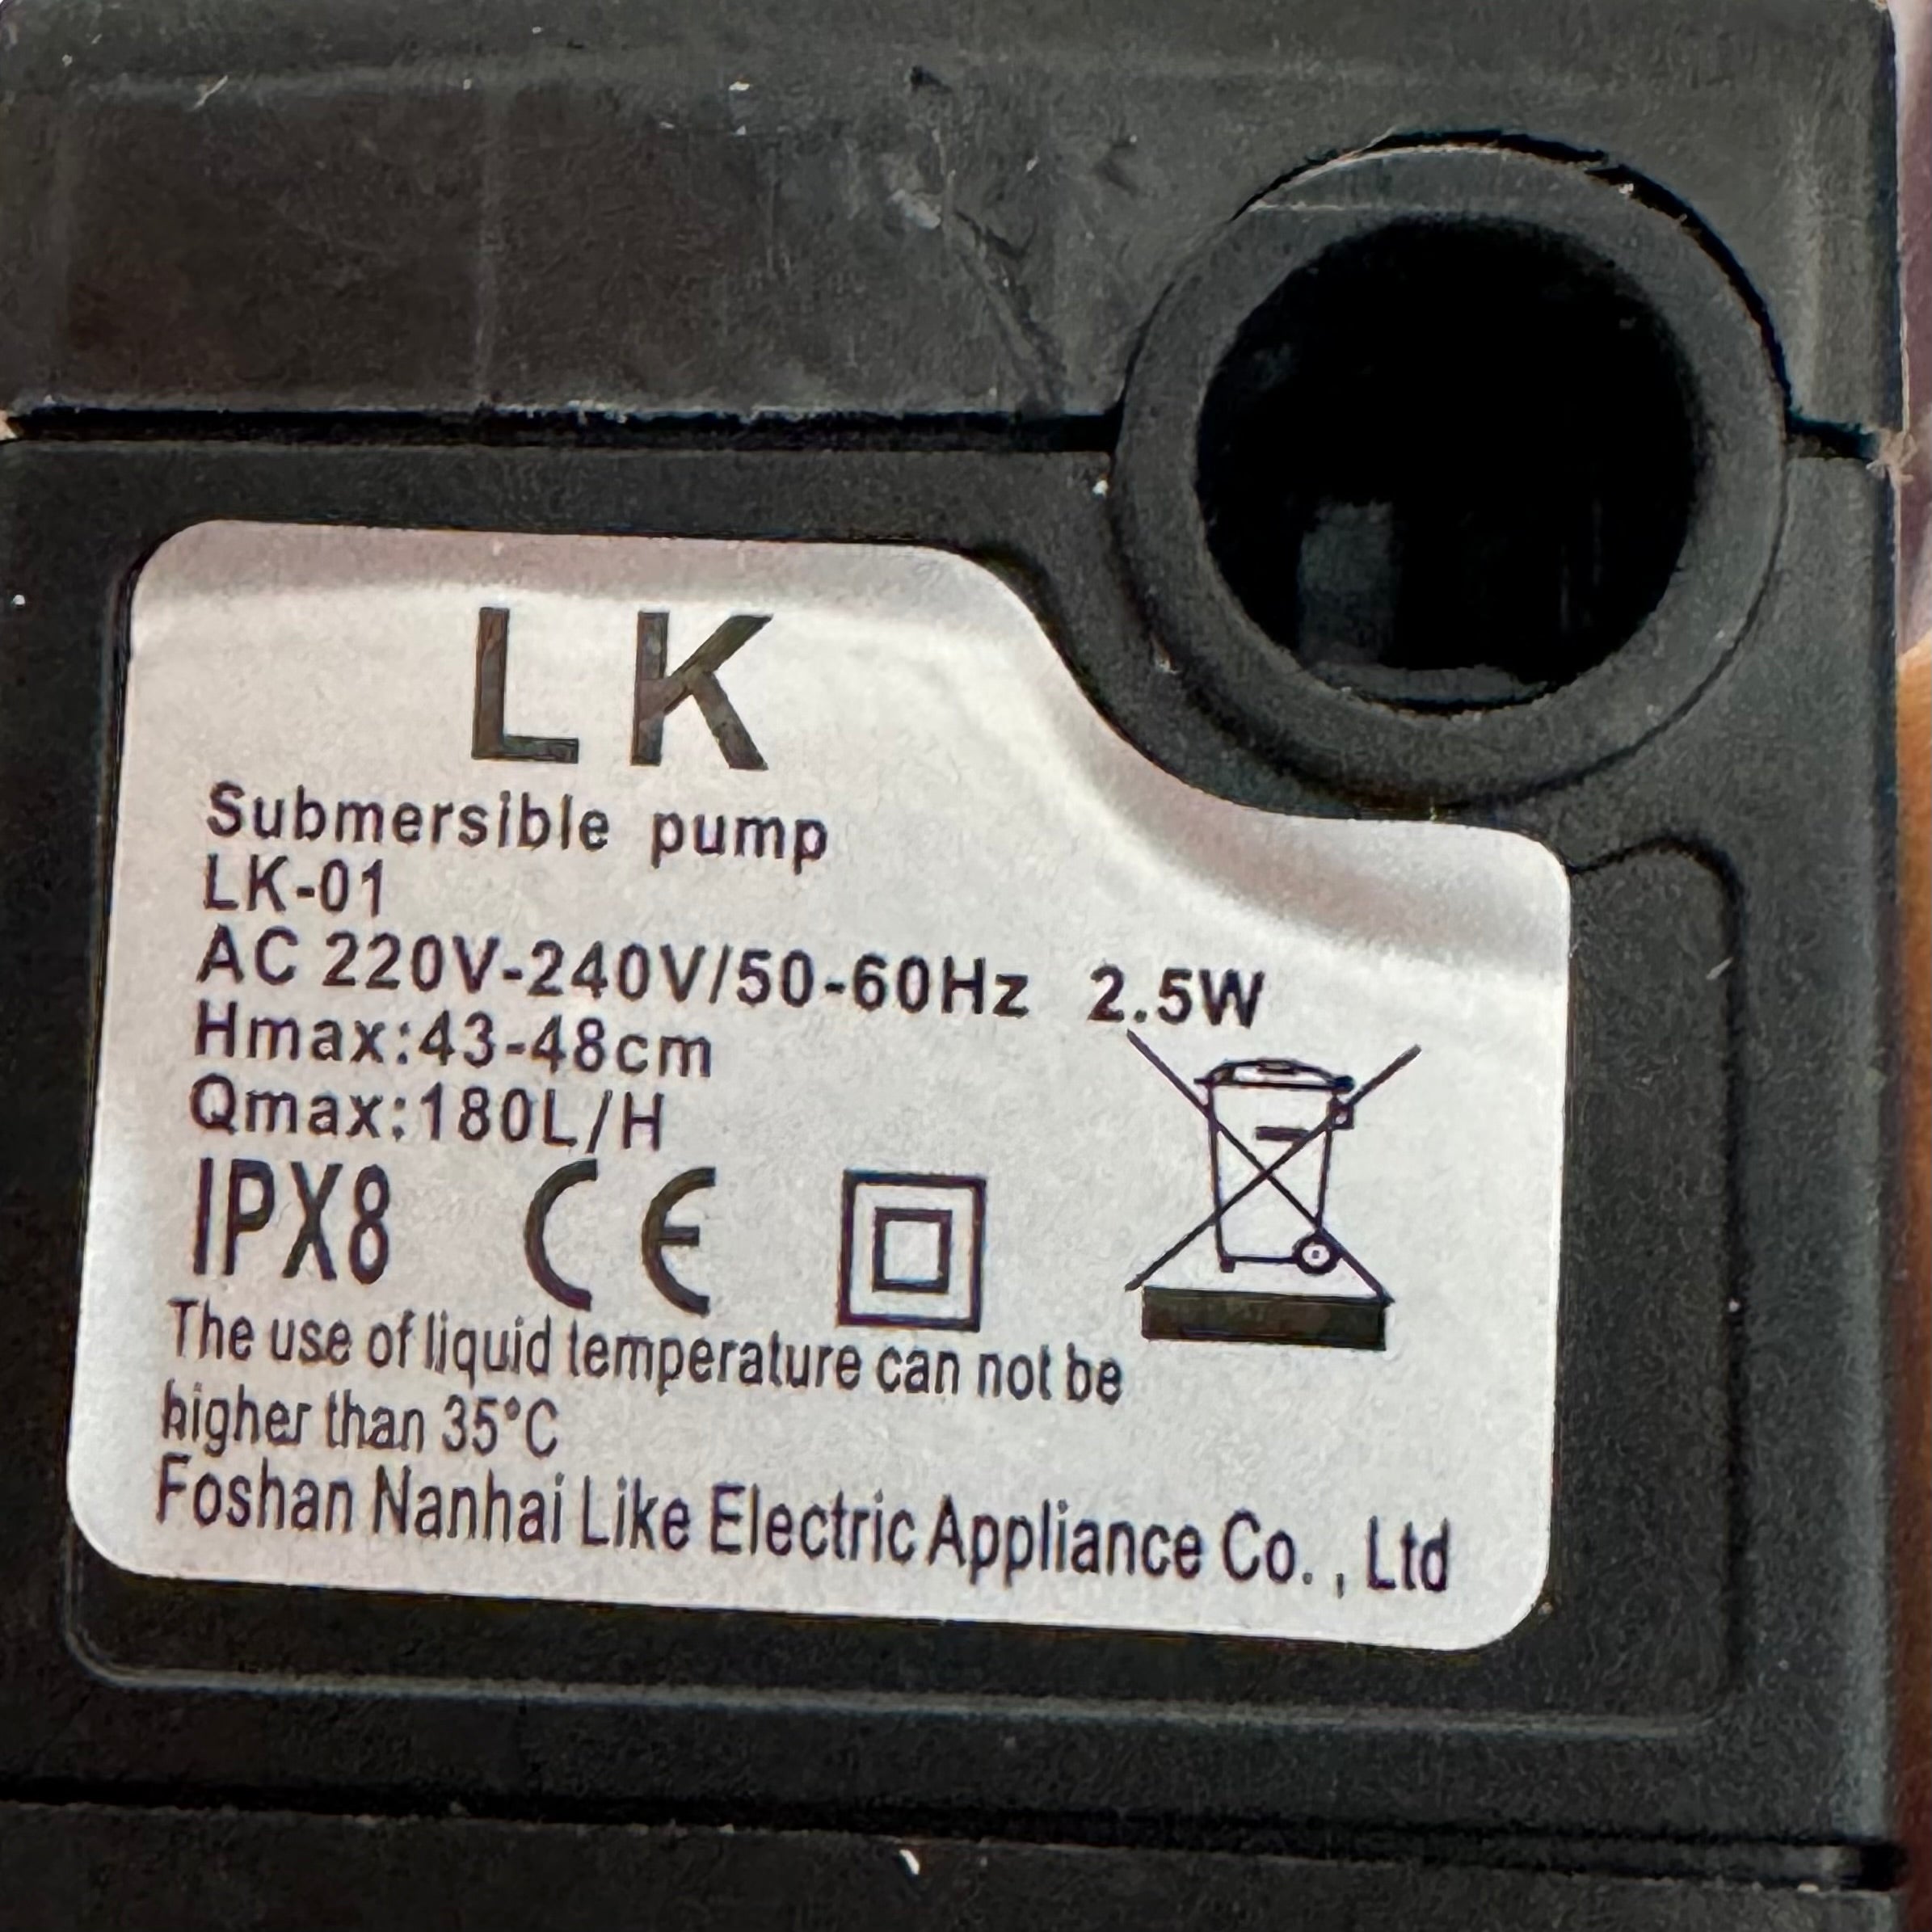 LK
Submersible pump
LK-01
AC 220V-240V/50-60Hz 2.5W
Hmax:43-48cm
Qmax:180L/H
IPX8 CE
The use of liquid temperature can not be
higher than 35°C
Foshan Nanhai Like Electric Appliance Co. , Ltd